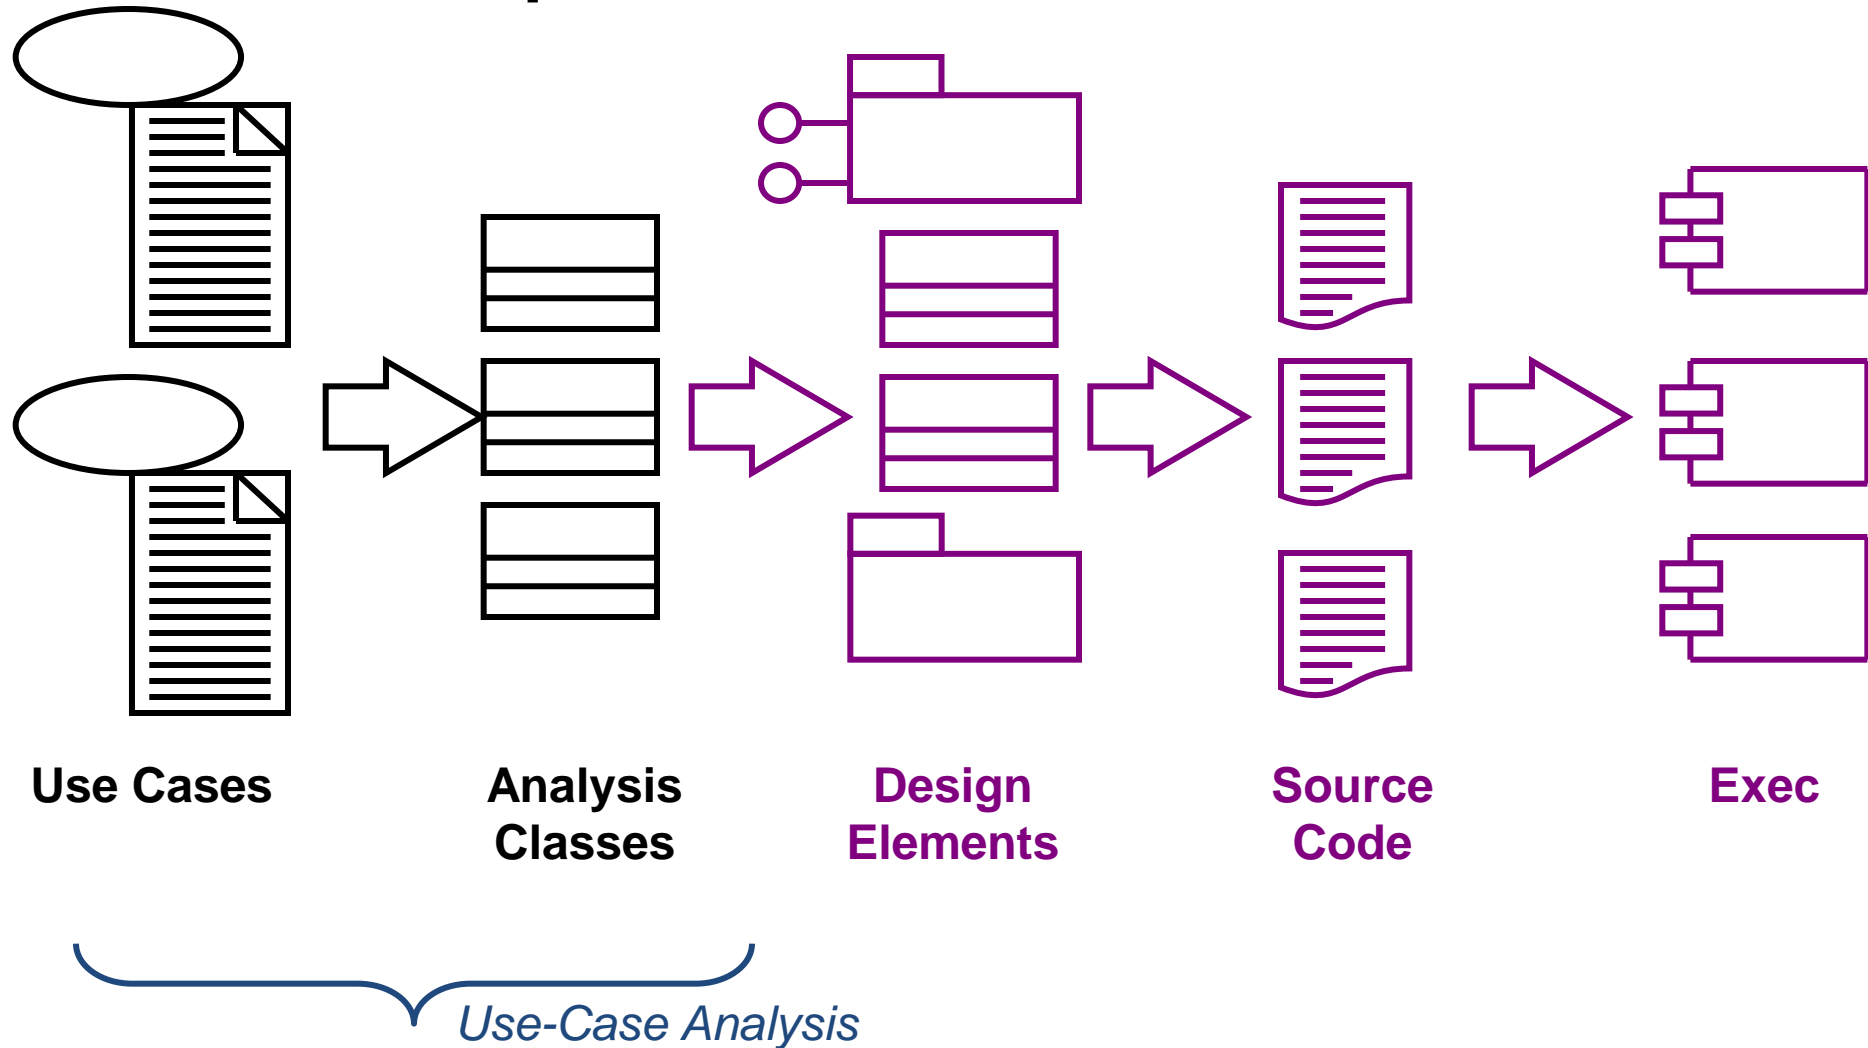 Use Cases
Analysis
Classes
Design
Elements
Source
Code
Exec
Use-Case Analysis